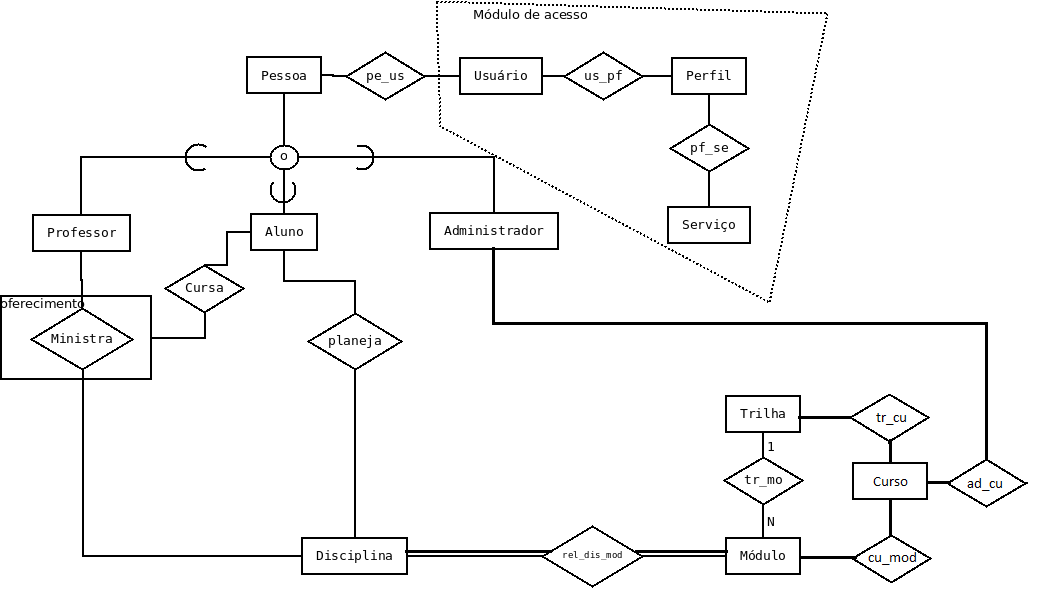 Módulo de acesso
Pessoa
pe_us
Usuário
us_pf
Perfil
pf_se
Serviço
o
Professor
Aluno
Administrador
Cursa
oferecimento
Ministra
planeja
Trilha
tr_cu
1
tr_mo
Curso
ad_cu
N
Disciplina
rel_dis_mod
Módulo
cu_mod